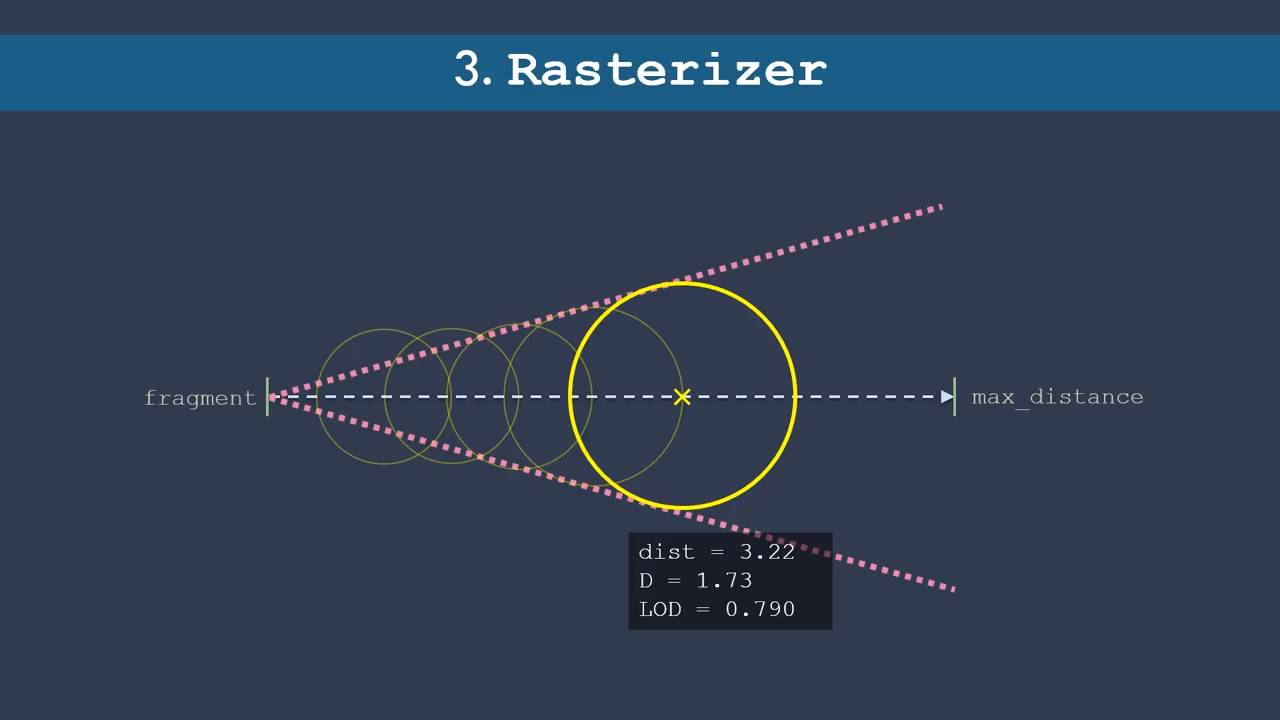 3. Rasterizer
fragment
max_distance
dist = 3.22
D = 1.73
LOD = 0.790